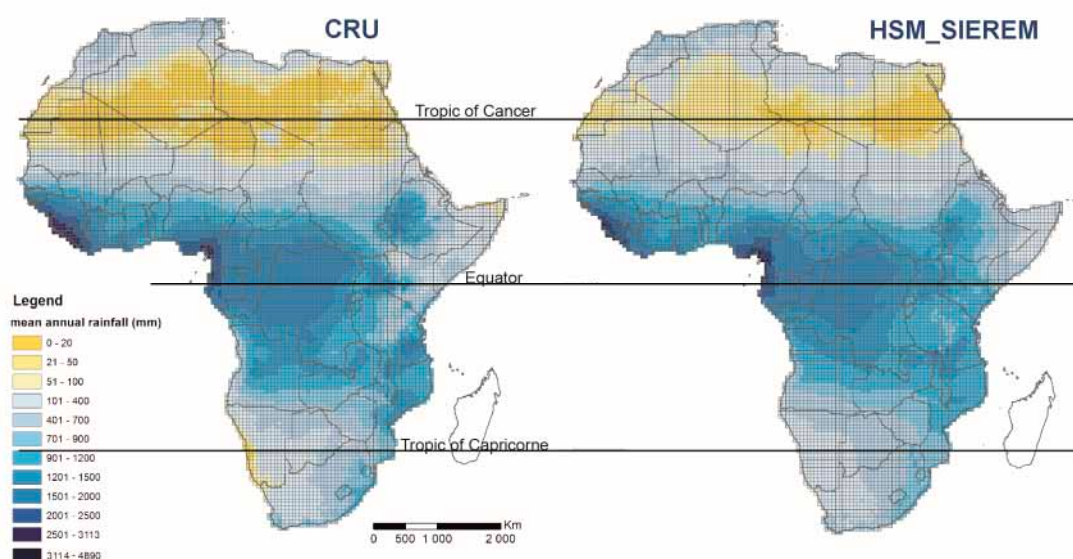 CRU
HSM_SIEREM
Tropic of Cancer
Equator
Legend
mean annual rainfall (mm)
0 - 20
21 - 50
51 - 100
101 - 400
401 - 700
701 - 900
901 - 1200
1201 - 1500
1501 - 2000
2001 - 2500
2501 - 3113
3114 - 4890
Tropic of Capricorne
Km
0 500 1 000 2 000